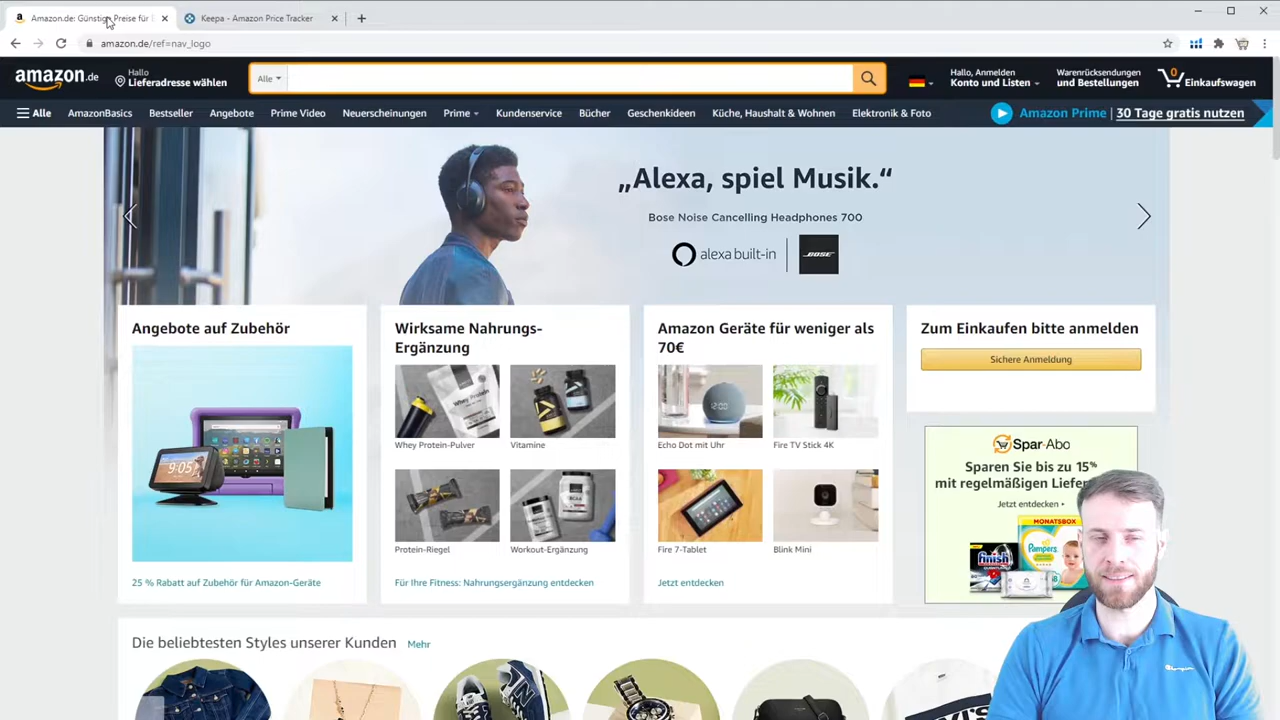 Amazon.de: Günstige Preise für
Keepa - Amazon Price Tracker
amazon.de/ref=nav_logo
amazon.de
Hallo
Lieferadresse wählen
Alle
Hallo, Anmelden
Konto und Listen
Warenrücksendungen
und Bestellungen
0
Einkaufswagen
Alle
AmazonBasics
Bestseller
Angebote
Prime Video
Neuerscheinungen
Prime
Kundenservice
Bücher
Geschenkideen
Küche, Haushalt & Wohnen
Elektronik & Foto
Amazon Prime | 30 Tage gratis nutzen
„Alexa, spiel Musik.“
Bose Noise Cancelling Headphones 700
alexa built-in
BOSE
Angebote auf Zubehör
9:05
25 % Rabatt auf Zubehör für Amazon-Geräte
Wirksame Nahrungs-
Ergänzung
Whey Protein-Pulver
Vitamine
Protein-Riegel
Workout-Ergänzung
Für Ihre Fitness: Nahrungsergänzung entdecken
Amazon Geräte für weniger als
70€
Echo Dot mit Uhr
Fire TV Stick 4K
Fire 7-Tablet
Blink Mini
Jetzt entdecken
Zum Einkaufen bitte anmelden
Sichere Anmeldung
Spar-Abo
Sparen Sie bis zu 15%
mit regelmäßigen
Jetzt entdecken
MONATSBOX
finish
Pampers
Die beliebtesten Styles unserer Kunden
Mehr